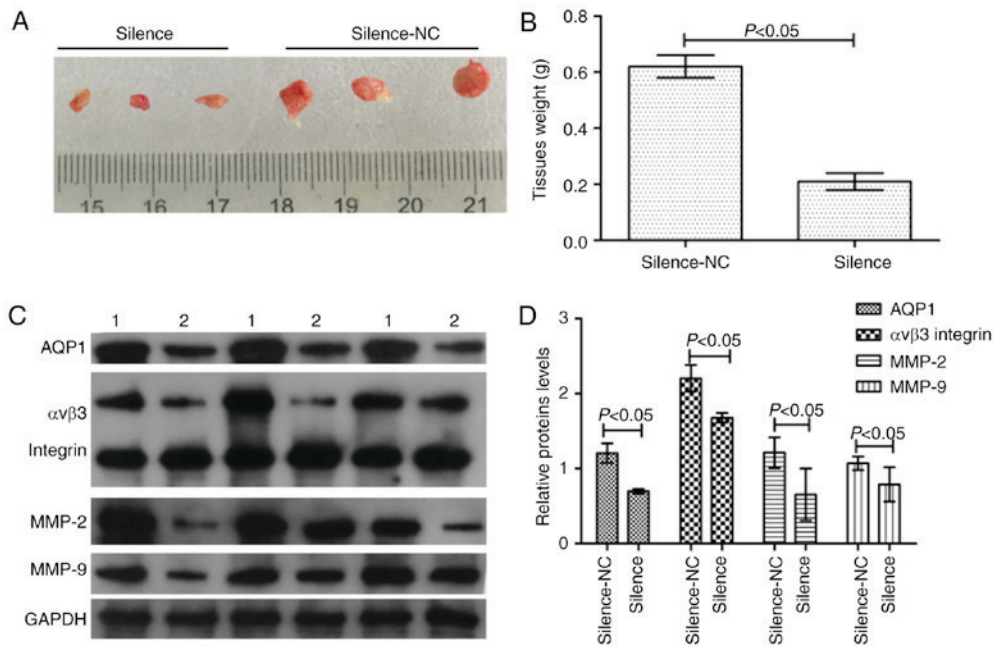 A
Silence
Silence-NC
15 16 17 18 19 20 21
B
Tissues weight (g)
0.8
0.6
0.4
0.2
0.0
P<0.05
Silence-NC
Silence
C
1 2 1 2 1 2
AQP1
αvβ3
Integrin
MMP-2
MMP-9
GAPDH
D
Relative proteins levels
3
2
1
0
AQP1
αvβ3 integrin
MMP-2
MMP-9
P<0.05
P<0.05
P<0.05
P<0.05
Silence-NC
Silence
Silence-NC
Silence
Silence-NC
Silence
Silence-NC
Silence